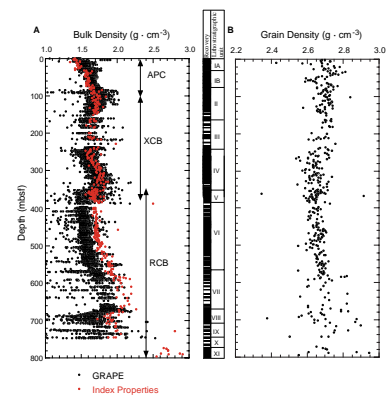 A
Bulk Density (g · cm-3)
1.0 1.5 2.0 2.5 3.0
Recovery
Lithostratigraphic unit
B
Grain Density (g · cm-3)
2.2 2.4 2.6 2.8 3.0
Depth (mbsf)
0
100
200
300
400
500
600
700
800
APC
XCB
RCB
IA
IB
II
III
IV
V
VI
VII
VIII
IX
X
XI
GRAPE
Index Properties